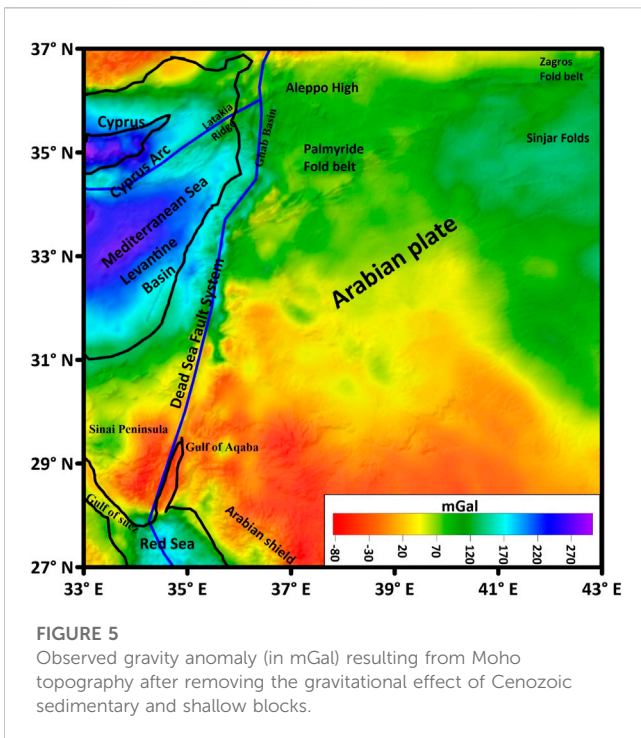 37° N
35° N
33° N
31° N
29° N
27° N
33° E
35° E
37° E
39° E
41° E
43° E
Zagros
Fold belt
Aleppo High
Cyprus
Latakia
Ridge
Ghab Basin
Sinjar Folds
Palmyride
Fold belt
Cyprus Arc
Mediterranean Sea
Levantine
Basin
Arabian plate
Dead Sea Fault System
Sinai Peninsula
Gulf of Aqaba
Gulf of suez
Arabian shield
Red Sea
mGal
-80 -30 20 70 120 170 220 270
FIGURE 5
Observed gravity anomaly (in mGal) resulting from Moho
topography after removing the gravitational effect of Cenozoic
sedimentary and shallow blocks.